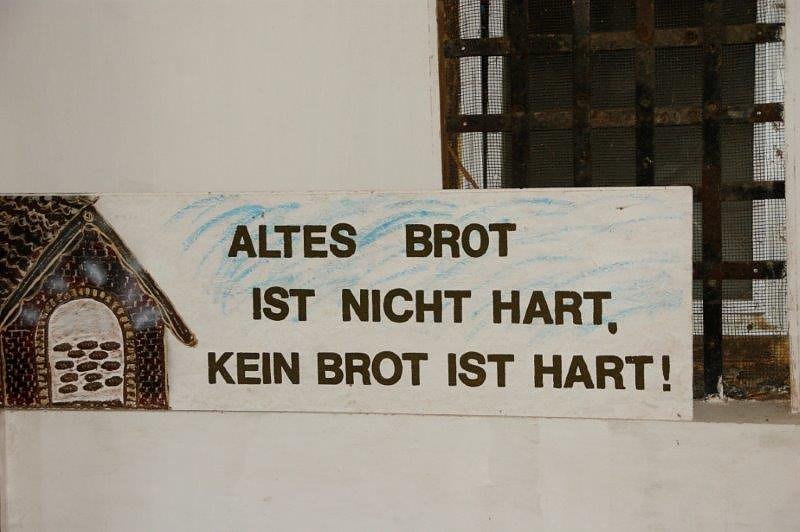 ALTES BROT
IST NICHT HART,
KEIN BROT IST HART!